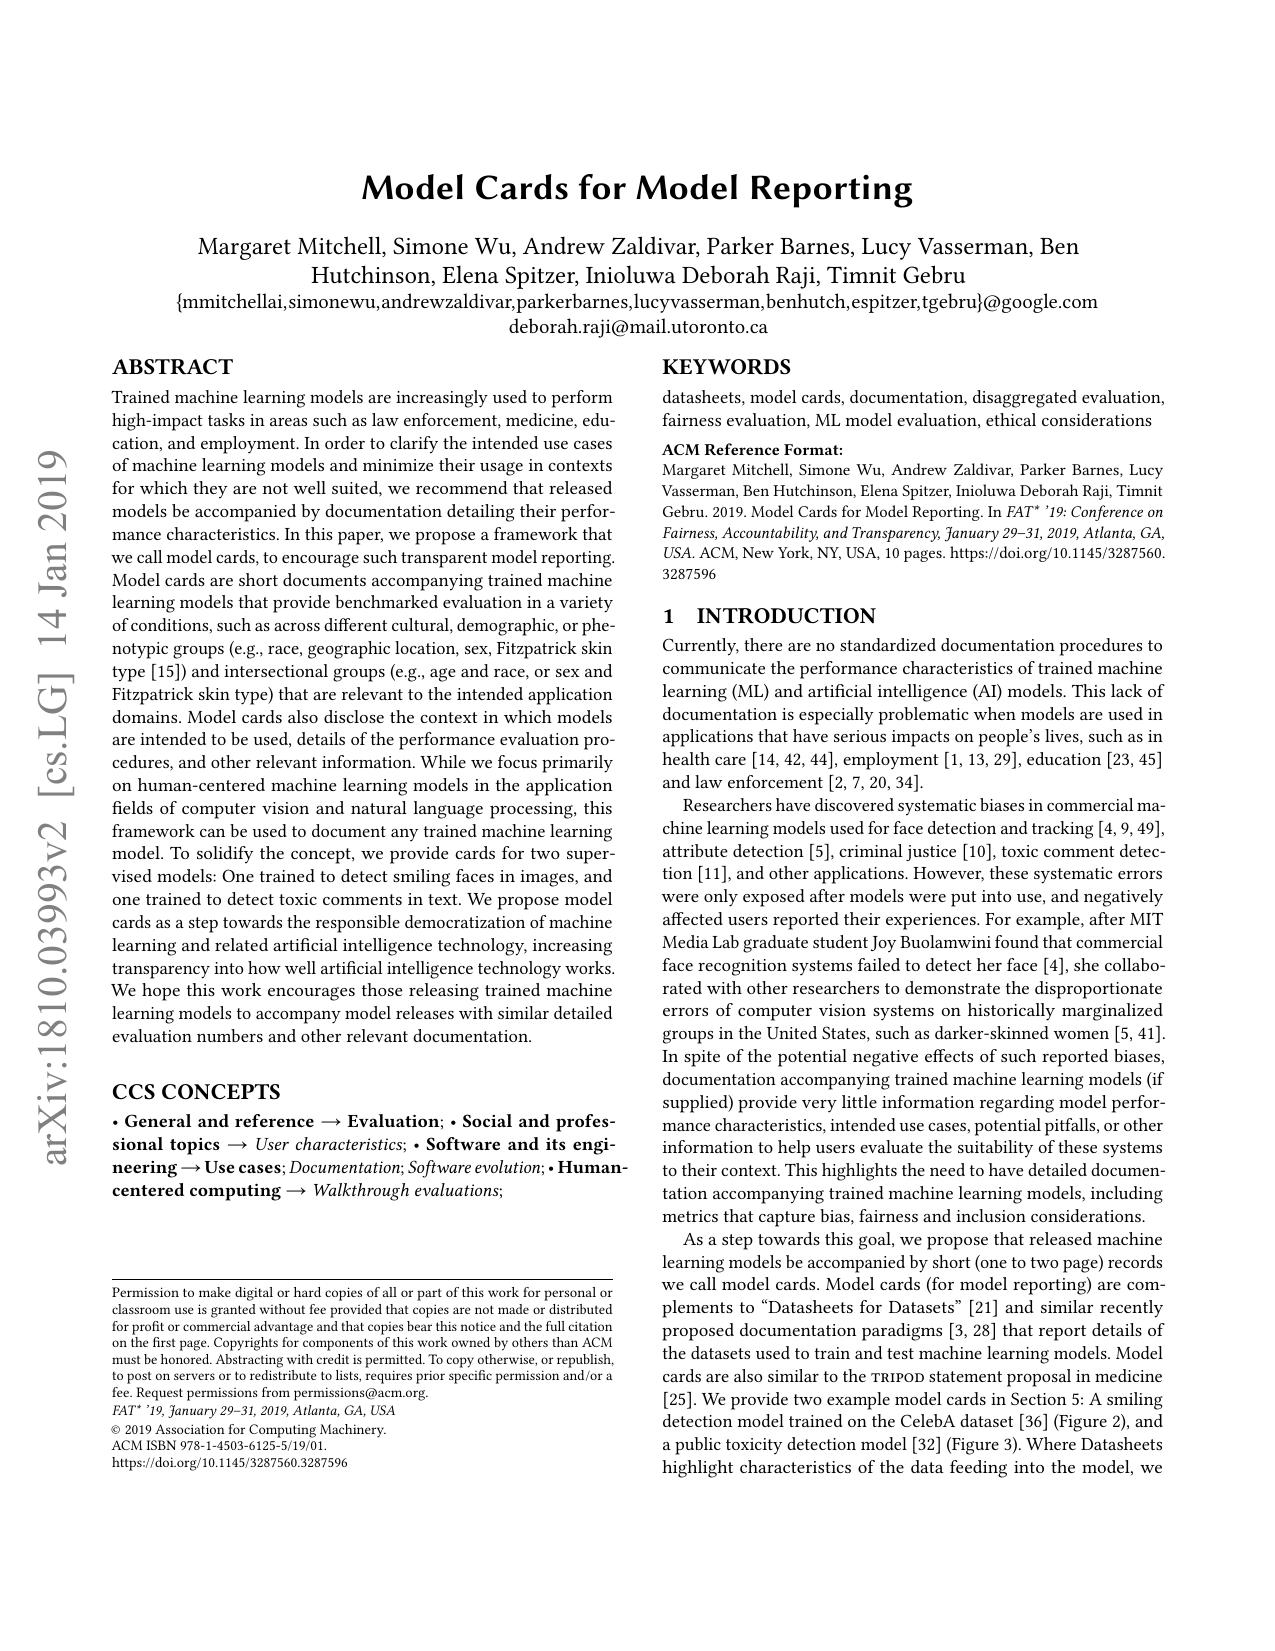 Model Cards for Model Reporting
Margaret Mitchell, Simone Wu, Andrew Zaldivar, Parker Barnes, Lucy Vasserman, Ben
Hutchinson, Elena Spitzer, Inioluwa Deborah Raji, Timnit Gebru
{mmitchellai,simonewu,andrewzaldivar,parkerbarnes,lucyvasserman,benhutch,espitzer,tgebru}@google.com
deborah.raji@mail.utoronto.ca
arXiv:1810.03993v2 [cs.LG] 14 Jan 2019
ABSTRACT
Trained machine learning models are increasingly used to perform
high-impact tasks in areas such as law enforcement, medicine, edu-
cation, and employment. In order to clarify the intended use cases
of machine learning models and minimize their usage in contexts
for which they are not well suited, we recommend that released
models be accompanied by documentation detailing their perfor-
mance characteristics. In this paper, we propose a framework that
we call model cards, to encourage such transparent model reporting.
Model cards are short documents accompanying trained machine
learning models that provide benchmarked evaluation in a variety
of conditions, such as across different cultural, demographic, or phe-
notypic groups (e.g., race, geographic location, sex, Fitzpatrick skin
type [15]) and intersectional groups (e.g., age and race, or sex and
Fitzpatrick skin type) that are relevant to the intended application
domains. Model cards also disclose the context in which models
are intended to be used, details of the performance evaluation pro-
cedures, and other relevant information. While we focus primarily
on human-centered machine learning models in the application
fields of computer vision and natural language processing, this
framework can be used to document any trained machine learning
model. To solidify the concept, we provide cards for two super-
vised models: One trained to detect smiling faces in images, and
one trained to detect toxic comments in text. We propose model
cards as a step towards the responsible democratization of machine
learning and related artificial intelligence technology, increasing
transparency into how well artificial intelligence technology works.
We hope this work encourages those releasing trained machine
learning models to accompany model releases with similar detailed
evaluation numbers and other relevant documentation.
CCS CONCEPTS
• General and reference → Evaluation; • Social and profes-
sional topics → User characteristics; • Software and its engi-
neering → Use cases; Documentation; Software evolution; • Human-
centered computing → Walkthrough evaluations;
Permission to make digital or hard copies of all or part of this work for personal or
classroom use is granted without fee provided that copies are not made or distributed
for profit or commercial advantage and that copies bear this notice and the full citation
on the first page. Copyrights for components of this work owned by others than ACM
must be honored. Abstracting with credit is permitted. To copy otherwise, or republish,
to post on servers or to redistribute to lists, requires prior specific permission and/or a
fee. Request permissions from permissions@acm.org.
FAT* '19, January 29–31, 2019, Atlanta, GA, USA
© 2019 Association for Computing Machinery.
ACM ISBN 978-1-4503-6125-5/19/01.
https://doi.org/10.1145/3287560.3287596
KEYWORDS
datasheets, model cards, documentation, disaggregated evaluation,
fairness evaluation, ML model evaluation, ethical considerations
ACM Reference Format:
Margaret Mitchell, Simone Wu, Andrew Zaldivar, Parker Barnes, Lucy
Vasserman, Ben Hutchinson, Elena Spitzer, Inioluwa Deborah Raji, Timnit
Gebru. 2019. Model Cards for Model Reporting. In FAT* '19: Conference on
Fairness, Accountability, and Transparency, January 29–31, 2019, Atlanta, GA,
USA. ACM, New York, NY, USA, 10 pages. https://doi.org/10.1145/3287560.
3287596
1 INTRODUCTION
Currently, there are no standardized documentation procedures to
communicate the performance characteristics of trained machine
learning (ML) and artificial intelligence (AI) models. This lack of
documentation is especially problematic when models are used in
applications that have serious impacts on people's lives, such as in
health care [14, 42, 44], employment [1, 13, 29], education [23, 45]
and law enforcement [2, 7, 20, 34].
Researchers have discovered systematic biases in commercial ma-
chine learning models used for face detection and tracking [4, 9, 49],
attribute detection [5], criminal justice [10], toxic comment detec-
tion [11], and other applications. However, these systematic errors
were only exposed after models were put into use, and negatively
affected users reported their experiences. For example, after MIT
Media Lab graduate student Joy Buolamwini found that commercial
face recognition systems failed to detect her face [4], she collabo-
rated with other researchers to demonstrate the disproportionate
errors of computer vision systems on historically marginalized
groups in the United States, such as darker-skinned women [5, 41].
In spite of the potential negative effects of such reported biases,
documentation accompanying trained machine learning models (if
supplied) provide very little information regarding model perfor-
mance characteristics, intended use cases, potential pitfalls, or other
information to help users evaluate the suitability of these systems
to their context. This highlights the need to have detailed documen-
tation accompanying trained machine learning models, including
metrics that capture bias, fairness and inclusion considerations.
As a step towards this goal, we propose that released machine
learning models be accompanied by short (one to two page) records
we call model cards. Model cards (for model reporting) are com-
plements to “Datasheets for Datasets” [21] and similar recently
proposed documentation paradigms [3, 28] that report details of
the datasets used to train and test machine learning models. Model
cards are also similar to the TRIPOD statement proposal in medicine
[25]. We provide two example model cards in Section 5: A smiling
detection model trained on the CelebA dataset [36] (Figure 2), and
a public toxicity detection model [32] (Figure 3). Where Datasheets
highlight characteristics of the data feeding into the model, we